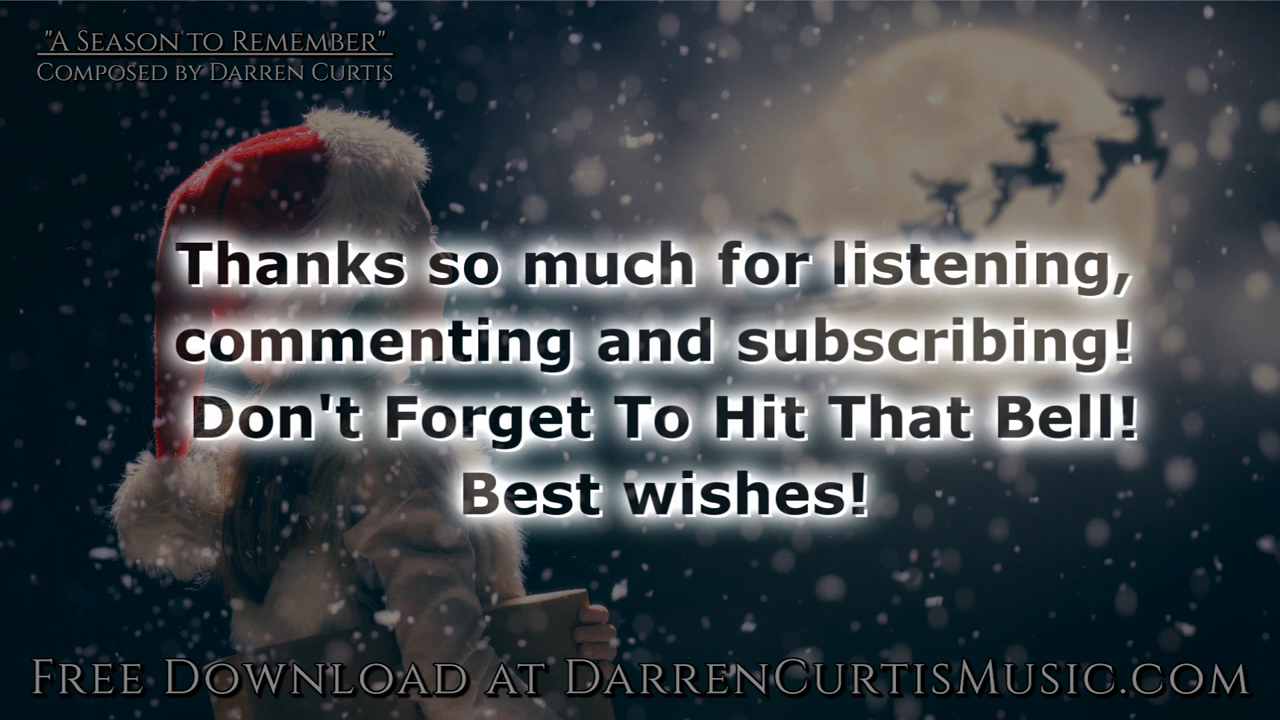 "A Season to Remember"
Composed by Darren Curtis
Thanks so much for listening,
commenting and subscribing!
Don't Forget To Hit That Bell!
Best wishes!
Free Download at DarrenCurtisMusic.com